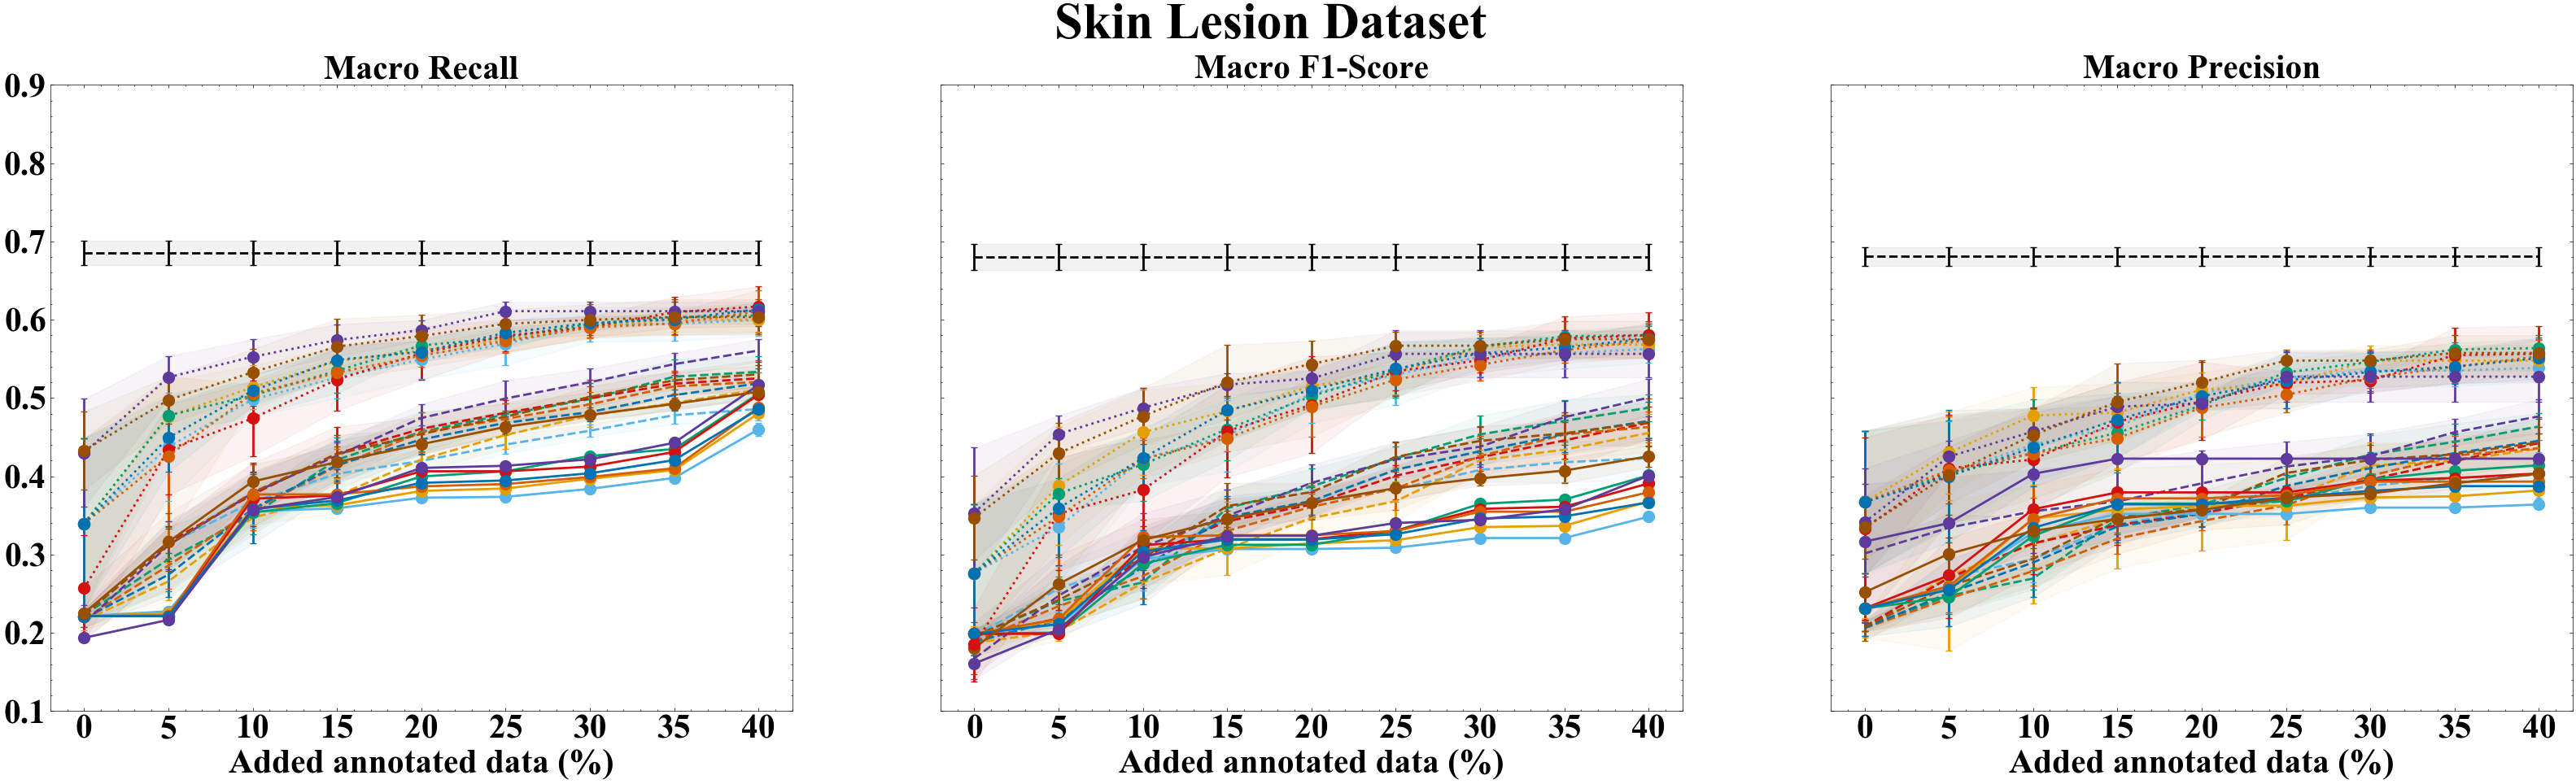 Skin Lesion Dataset
Macro Recall
Macro F1-Score
Macro Precision
0.9
0.8
0.7
0.6
0.5
0.4
0.3
0.2
0.1
0 5 10 15 20 25 30 35 40
0 5 10 15 20 25 30 35 40
0 5 10 15 20 25 30 35 40
Added annotated data (%)
Added annotated data (%)
Added annotated data (%)